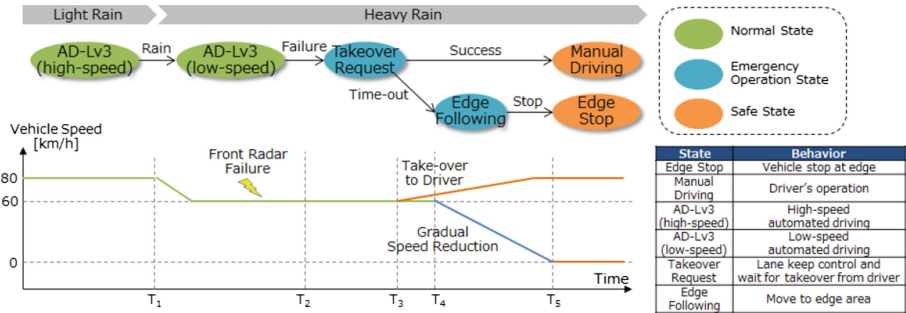 Light Rain
Heavy Rain
AD-Lv3
(high-speed)
Rain
AD-Lv3
(low-speed)
Failure
Takeover
Request
Success
Manual
Driving
Time-out
Edge
Following
Stop
Edge
Stop
Normal State
Emergency
Operation State
Safe State
Vehicle Speed
[km/h]
80
60
0
Front Radar
Failure
Take-over
to Driver
Gradual
Speed Reduction
Time
T1
T2
T3
T4
T5
State Behavior
Edge Stop Vehicle stop at edge
Manual
Driving Driver's operation
AD-Lv3
(high-speed)
High-speed
automated driving
AD-Lv3
(low-speed)
Low-speed
automated driving
Takeover
Request
Lane keep control and
wait for takeover from driver
Edge
Following Move to edge area